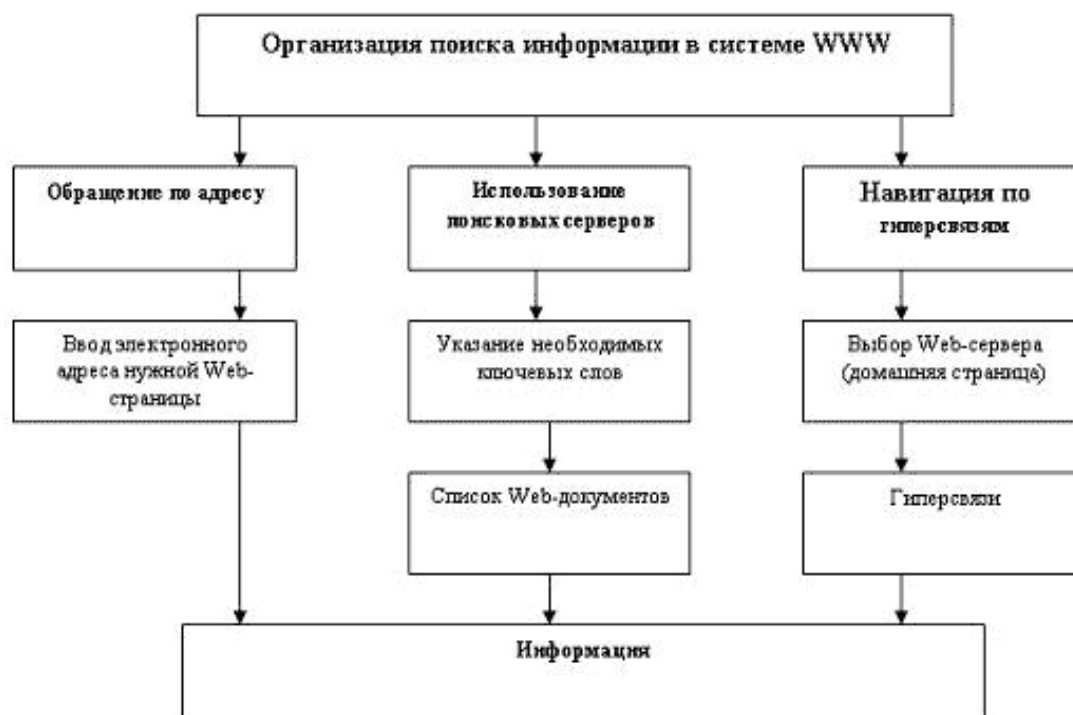 Организация поиска информации в системе WWW
Обращение по адресу
Использование
поисковых серверов
Навигация по
гиперсвязям
Ввод электронного
адреса нужной Web-
страницы
Указание необходимых
ключевых слов
Выбор Web-сервера
(домашняя страница)
Список Web-документов
Гиперсвязи
Информация